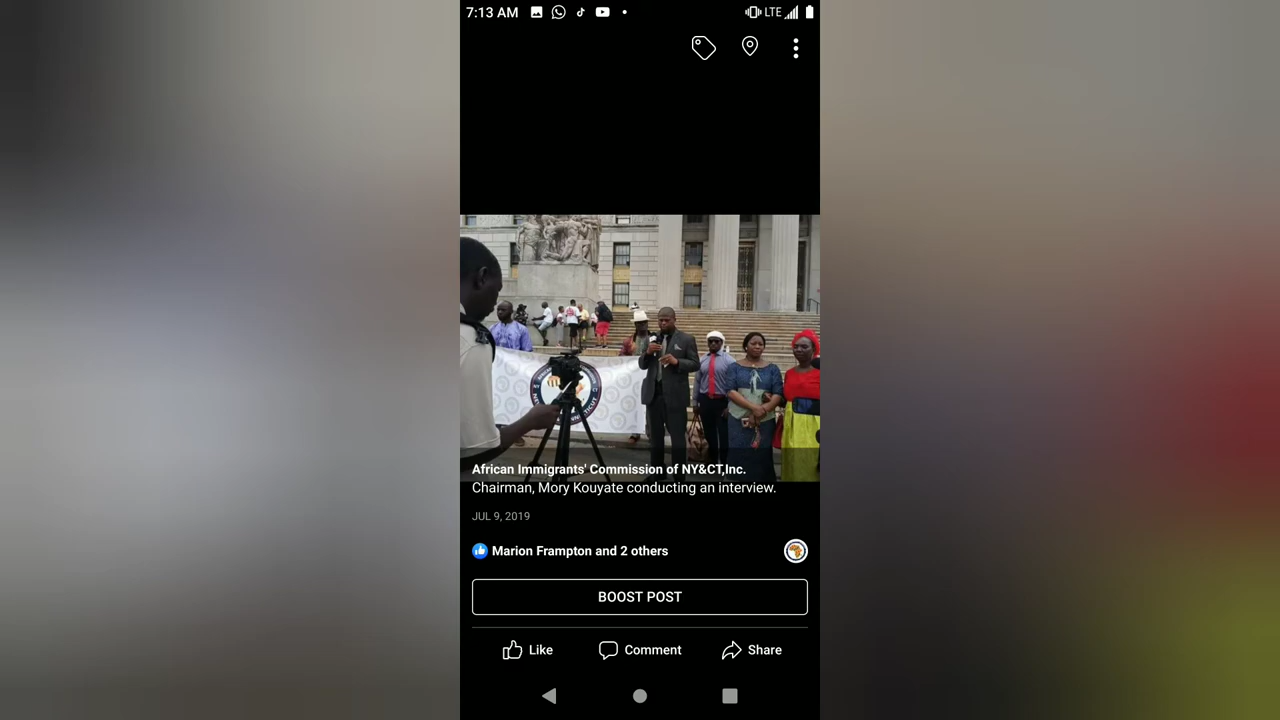 7:13 AM
LTE
African Immigrants' Commission of NY&CT,Inc.
Chairman, Mory Kouyate conducting an interview.
JUL 9, 2019
Marion Frampton and 2 others
BOOST POST
Like
Comment
Share